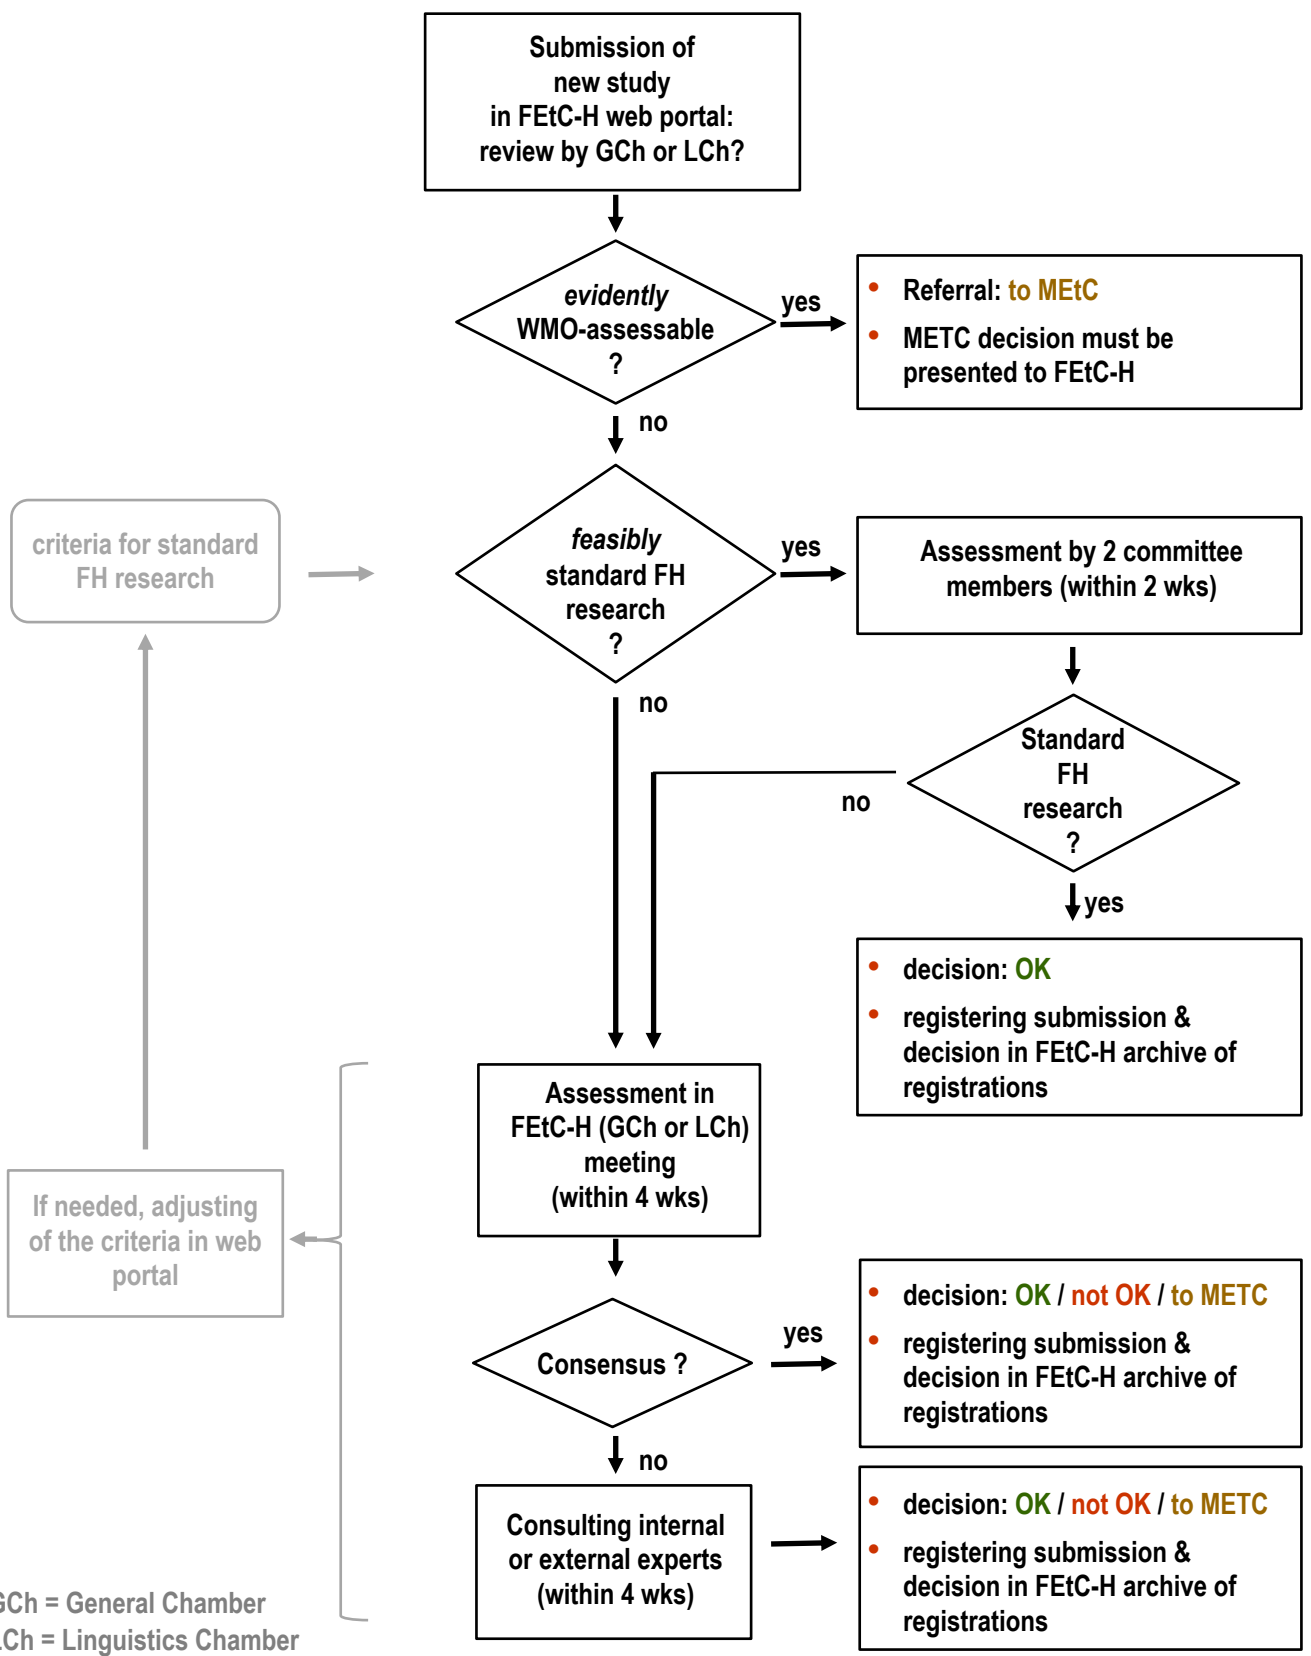 Submission of
new study
in FEtC-H web portal:
review by GCh or LCh?
evidently
WMO-assessable
?
yes
• Referral: to MEtC
• METC decision must be
presented to FEtC-H
no
criteria for standard
FH research
feasibly
standard FH
research
?
yes
Assessment by 2 committee
members (within 2 wks)
no
Standard
FH
research
?
no
yes
• decision: OK
• registering submission &
decision in FEtC-H archive of
registrations
Assessment in
FEtC-H (GCh or LCh)
meeting
(within 4 wks)
If needed, adjusting
of the criteria in web
portal
Consensus ?
yes
• decision: OK / not OK / to METC
• registering submission &
decision in FEtC-H archive of
registrations
no
Consulting internal
or external experts
(within 4 wks)
• decision: OK / not OK / to METC
• registering submission &
decision in FEtC-H archive of
registrations
GCh = General Chamber
LCh = Linguistics Chamber